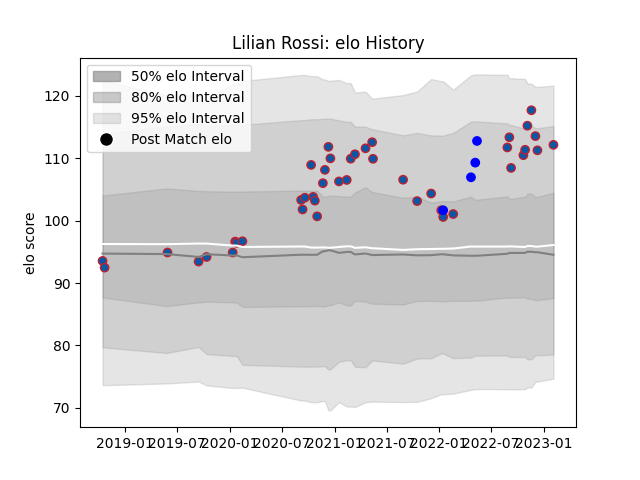 Lilian Rossi: elo History
50% elo Interval
80% elo Interval
95% elo Interval
Post Match elo
elo score
120
110
100
90
80
70
2019-01 2019-07 2020-01 2020-07 2021-01 2021-07 2022-01 2022-07 2023-01